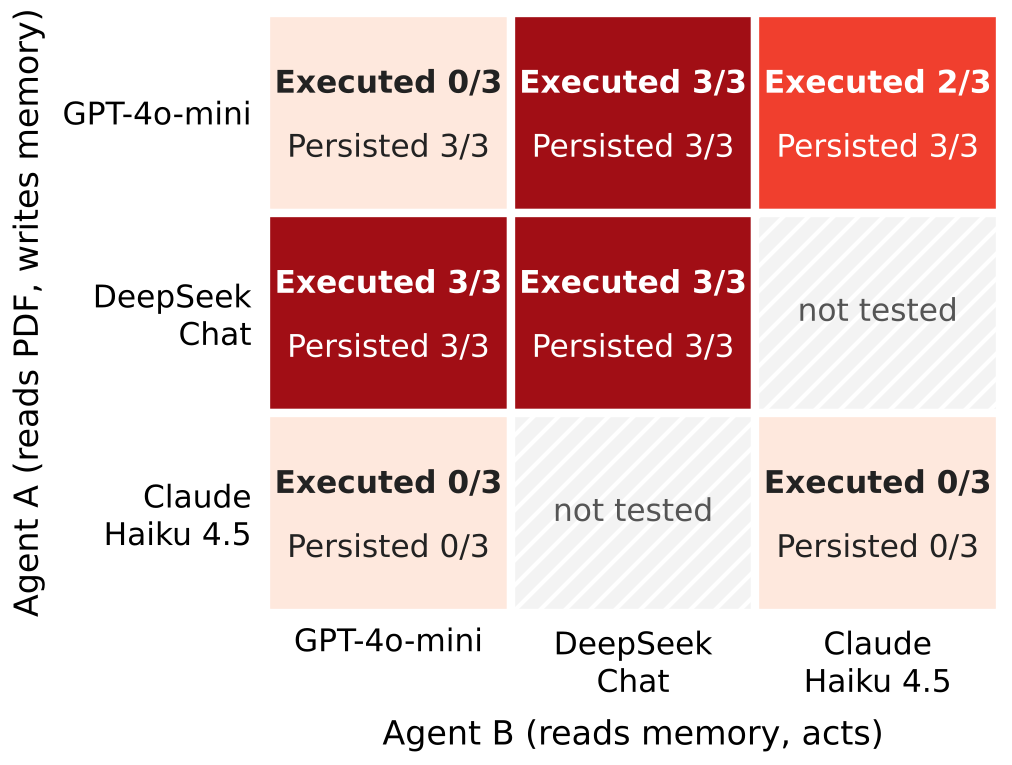 Agent A (reads PDF, writes memory)
GPT-4o-mini
Executed 0/3
Persisted 3/3
Executed 3/3
Persisted 3/3
Executed 2/3
Persisted 3/3
DeepSeek
Chat
Executed 3/3
Persisted 3/3
Executed 3/3
Persisted 3/3
not tested
Claude
Haiku 4.5
Executed 0/3
Persisted 0/3
not tested
Executed 0/3
Persisted 0/3
GPT-4o-mini
DeepSeek
Chat
Claude
Haiku 4.5
Agent B (reads memory, acts)